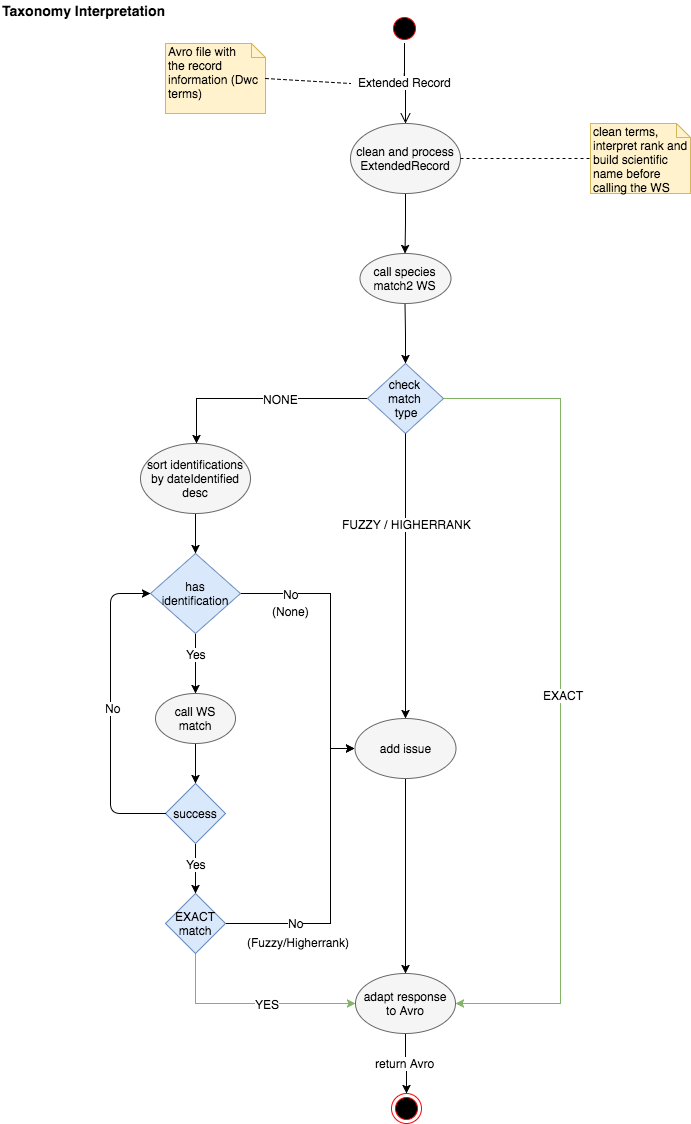 Taxonomy Interpretation
Avro file with
the record
information (Dwc
terms)
Extended Record
clean and process
ExtendedRecord
clean terms,
interpret rank and
build scientific
name before
calling the WS
call species
match2 WS
check
match
type
NONE
sort identifications
by dateIdentified
desc
FUZZY / HIGHERRANK
has
identification
No
(None)
Yes
EXACT
No
call WS
match
add issue
success
Yes
EXACT
match
No
(Fuzzy/Higherrank)
adapt response
to Avro
YES
return Avro